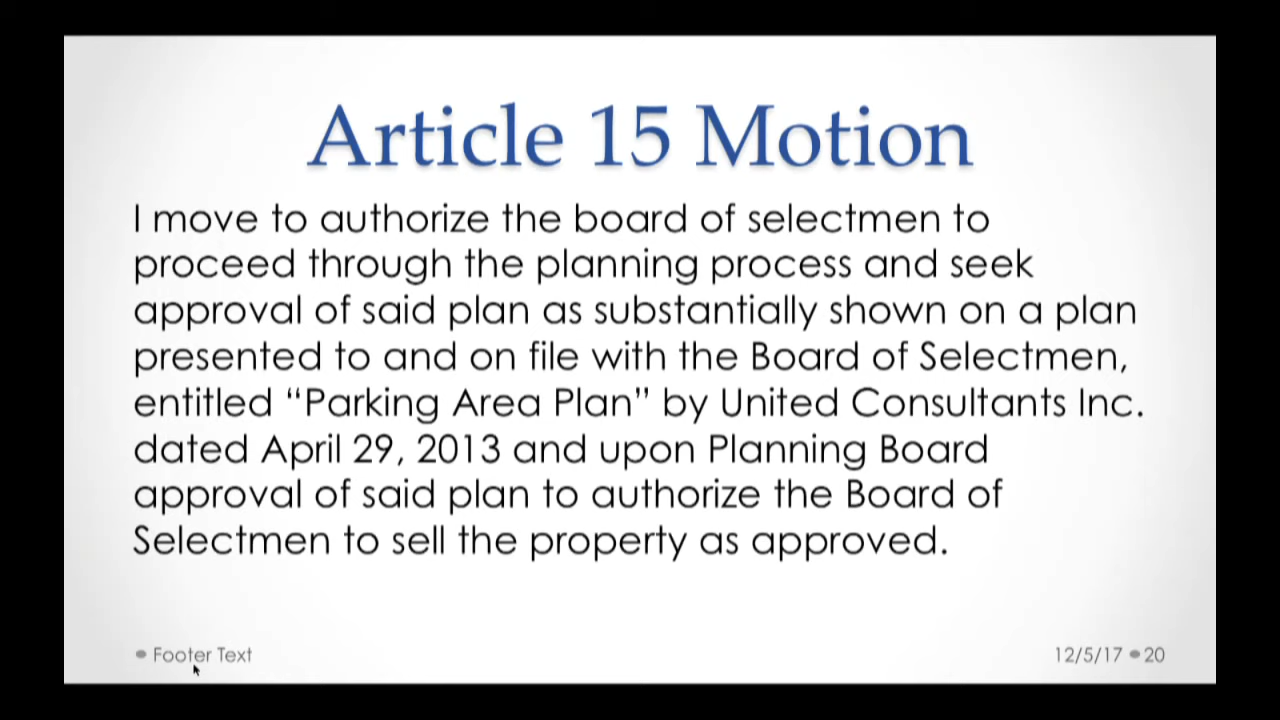 Article 15 Motion
I move to authorize the board of selectmen to
proceed through the planning process and seek
approval of said plan as substantially shown on a plan
presented to and on file with the Board of Selectmen,
entitled “Parking Area Plan” by United Consultants Inc.
dated April 29, 2013 and upon Planning Board
approval of said plan to authorize the Board of
Selectmen to sell the property as approved.
Footer Text
12/5/17 20